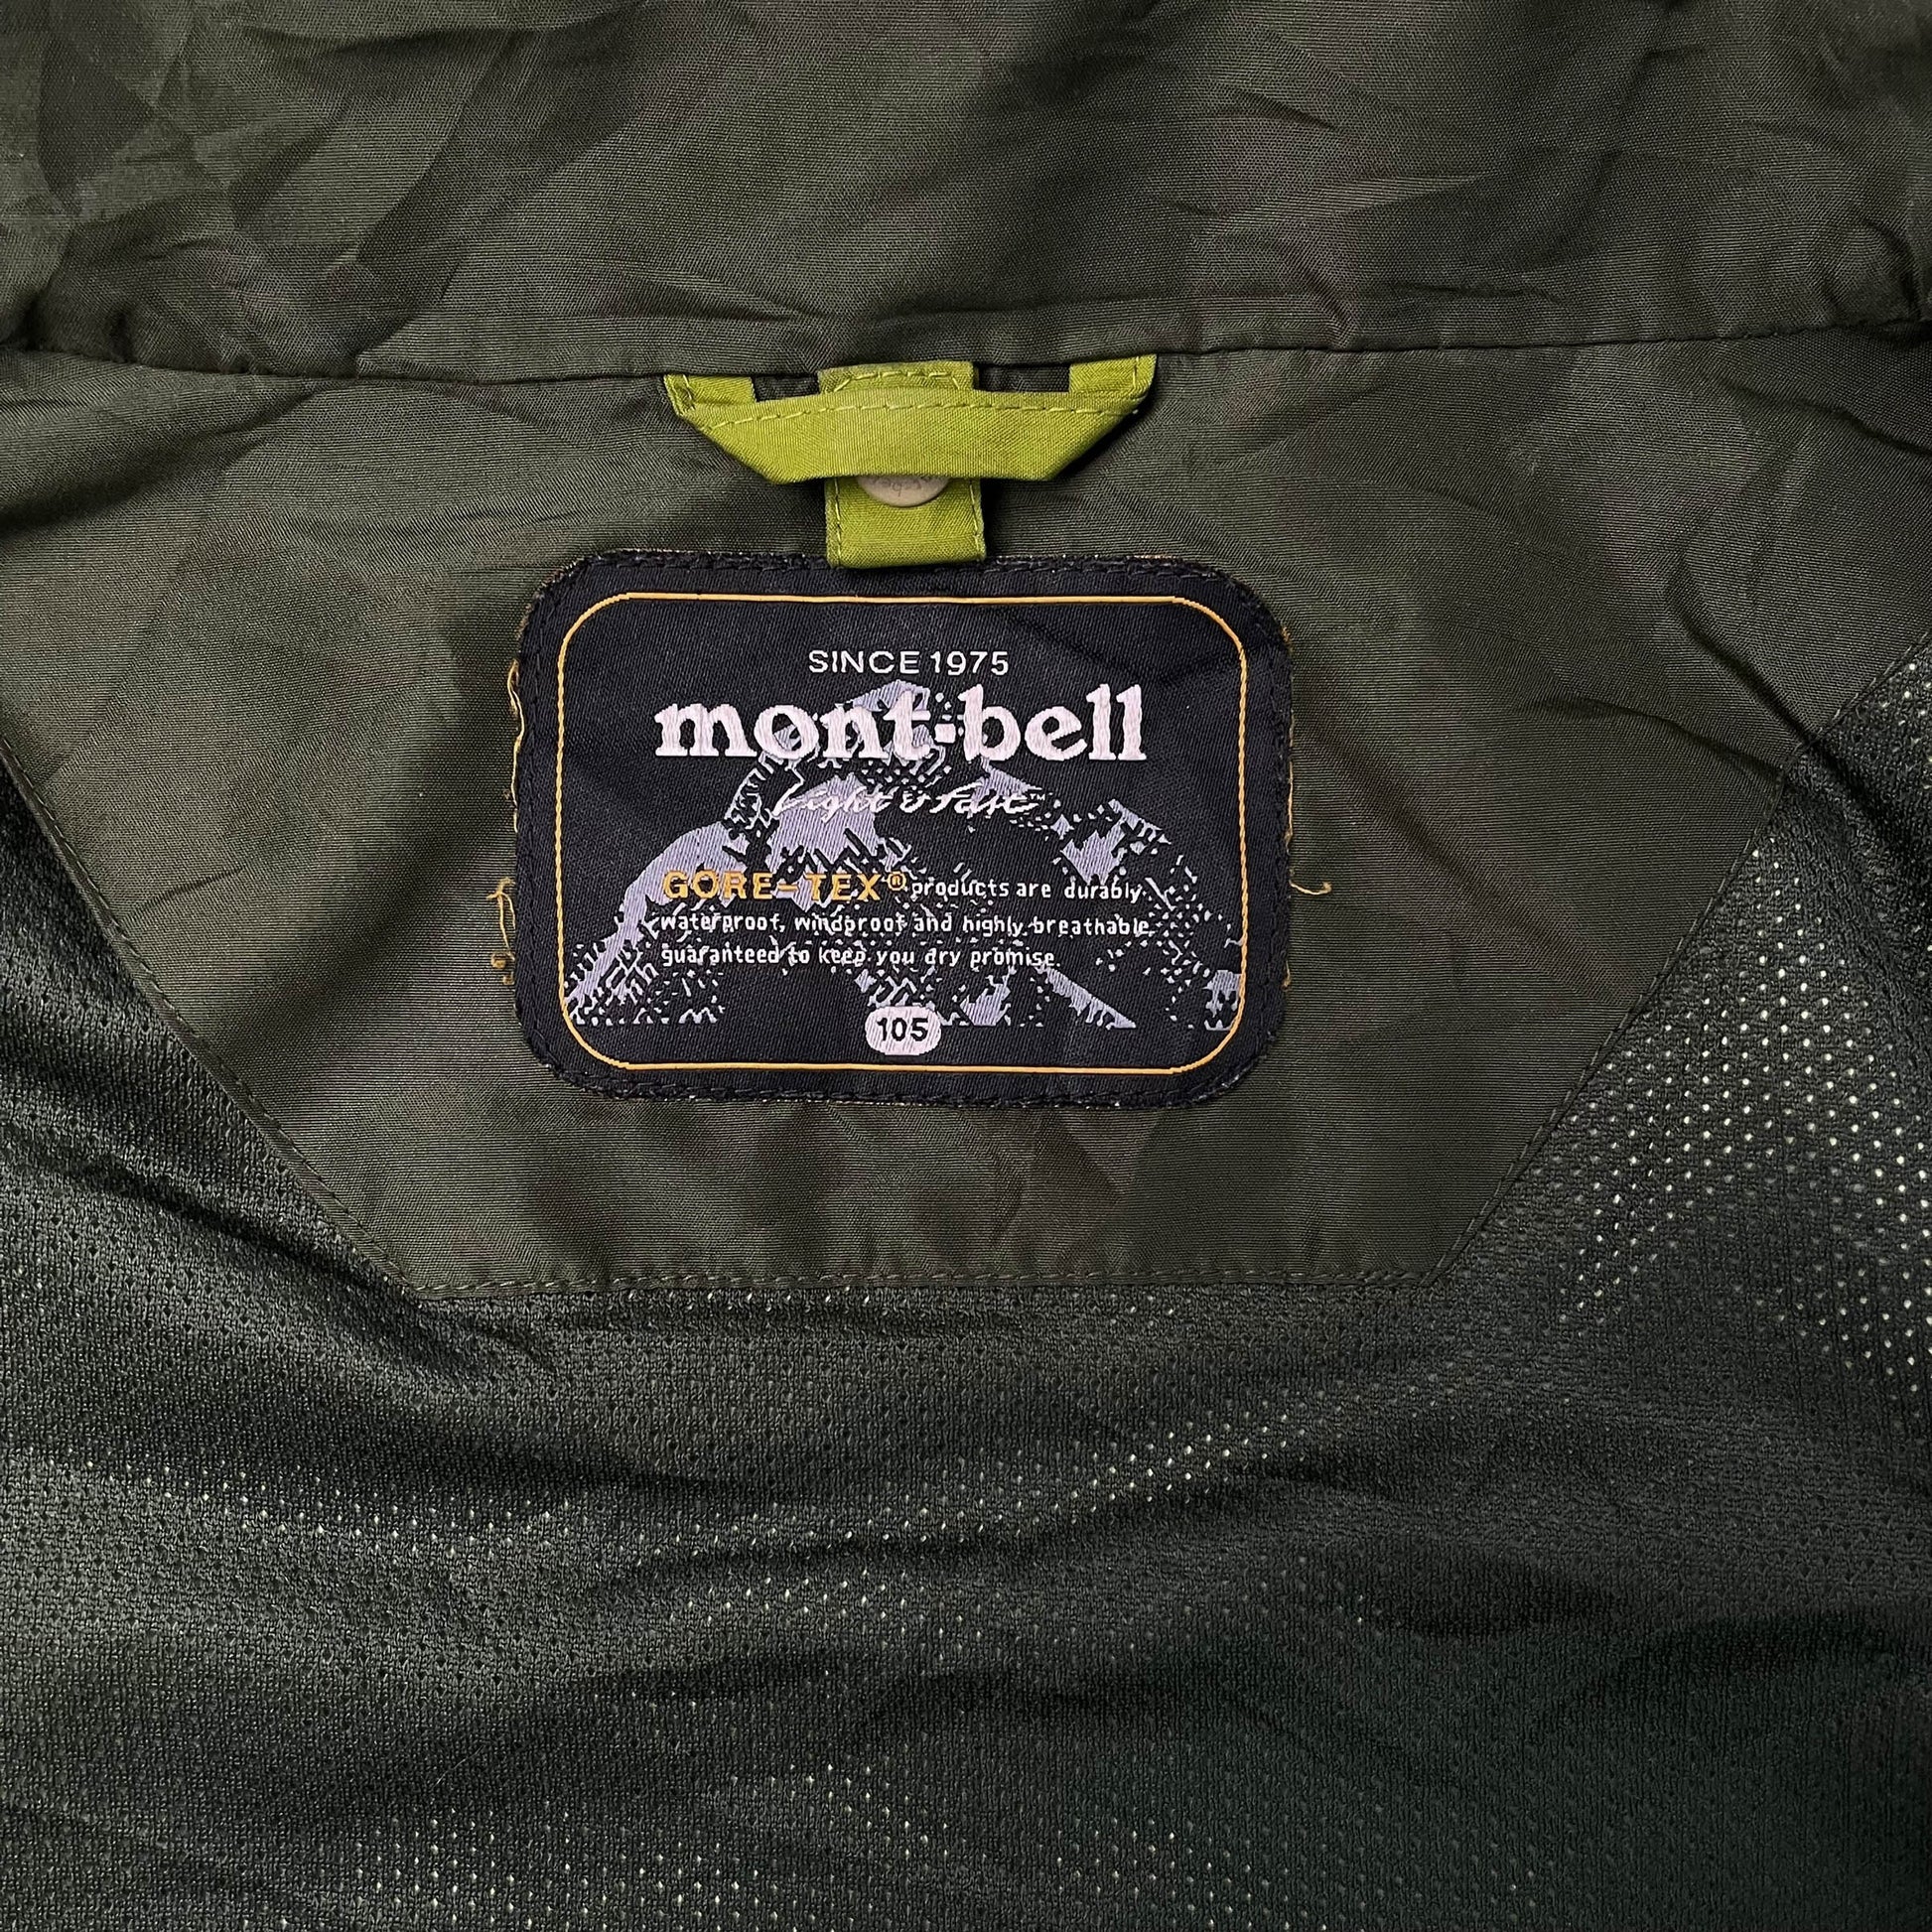 SINCE 1975
mont-bell
Light & Fast™
GORE-TEX® products are durably
waterproof, windproof and highly breathable
guaranteed to keep you dry promise.
105